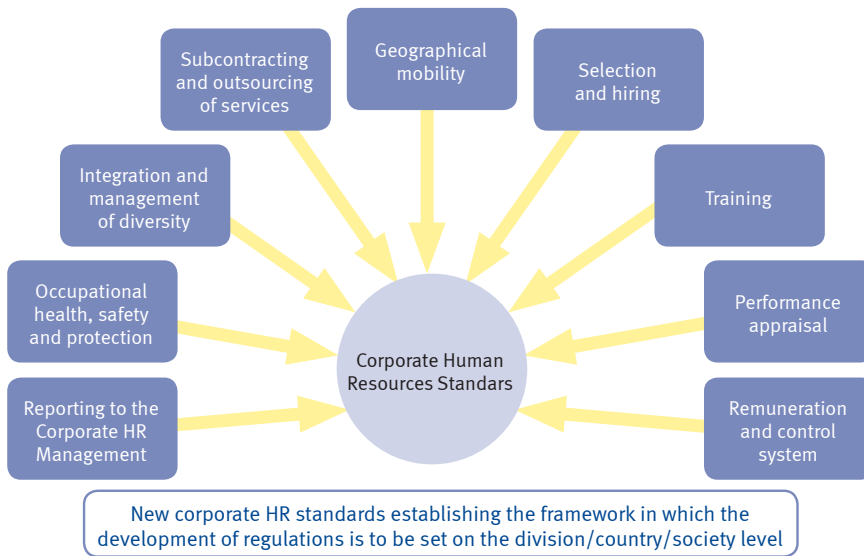 Geographical
mobility
Subcontracting
and outsourcing
of services
Selection
and hiring
Integration and
management
of diversity
Training
Occupational
health, safety
and protection
Performance
appraisal
Corporate Human
Resources Standars
Reporting to the
Corporate HR
Management
Remuneration
and control
system
New corporate HR standards establishing the framework in which the
development of regulations is to be set on the division/country/society level